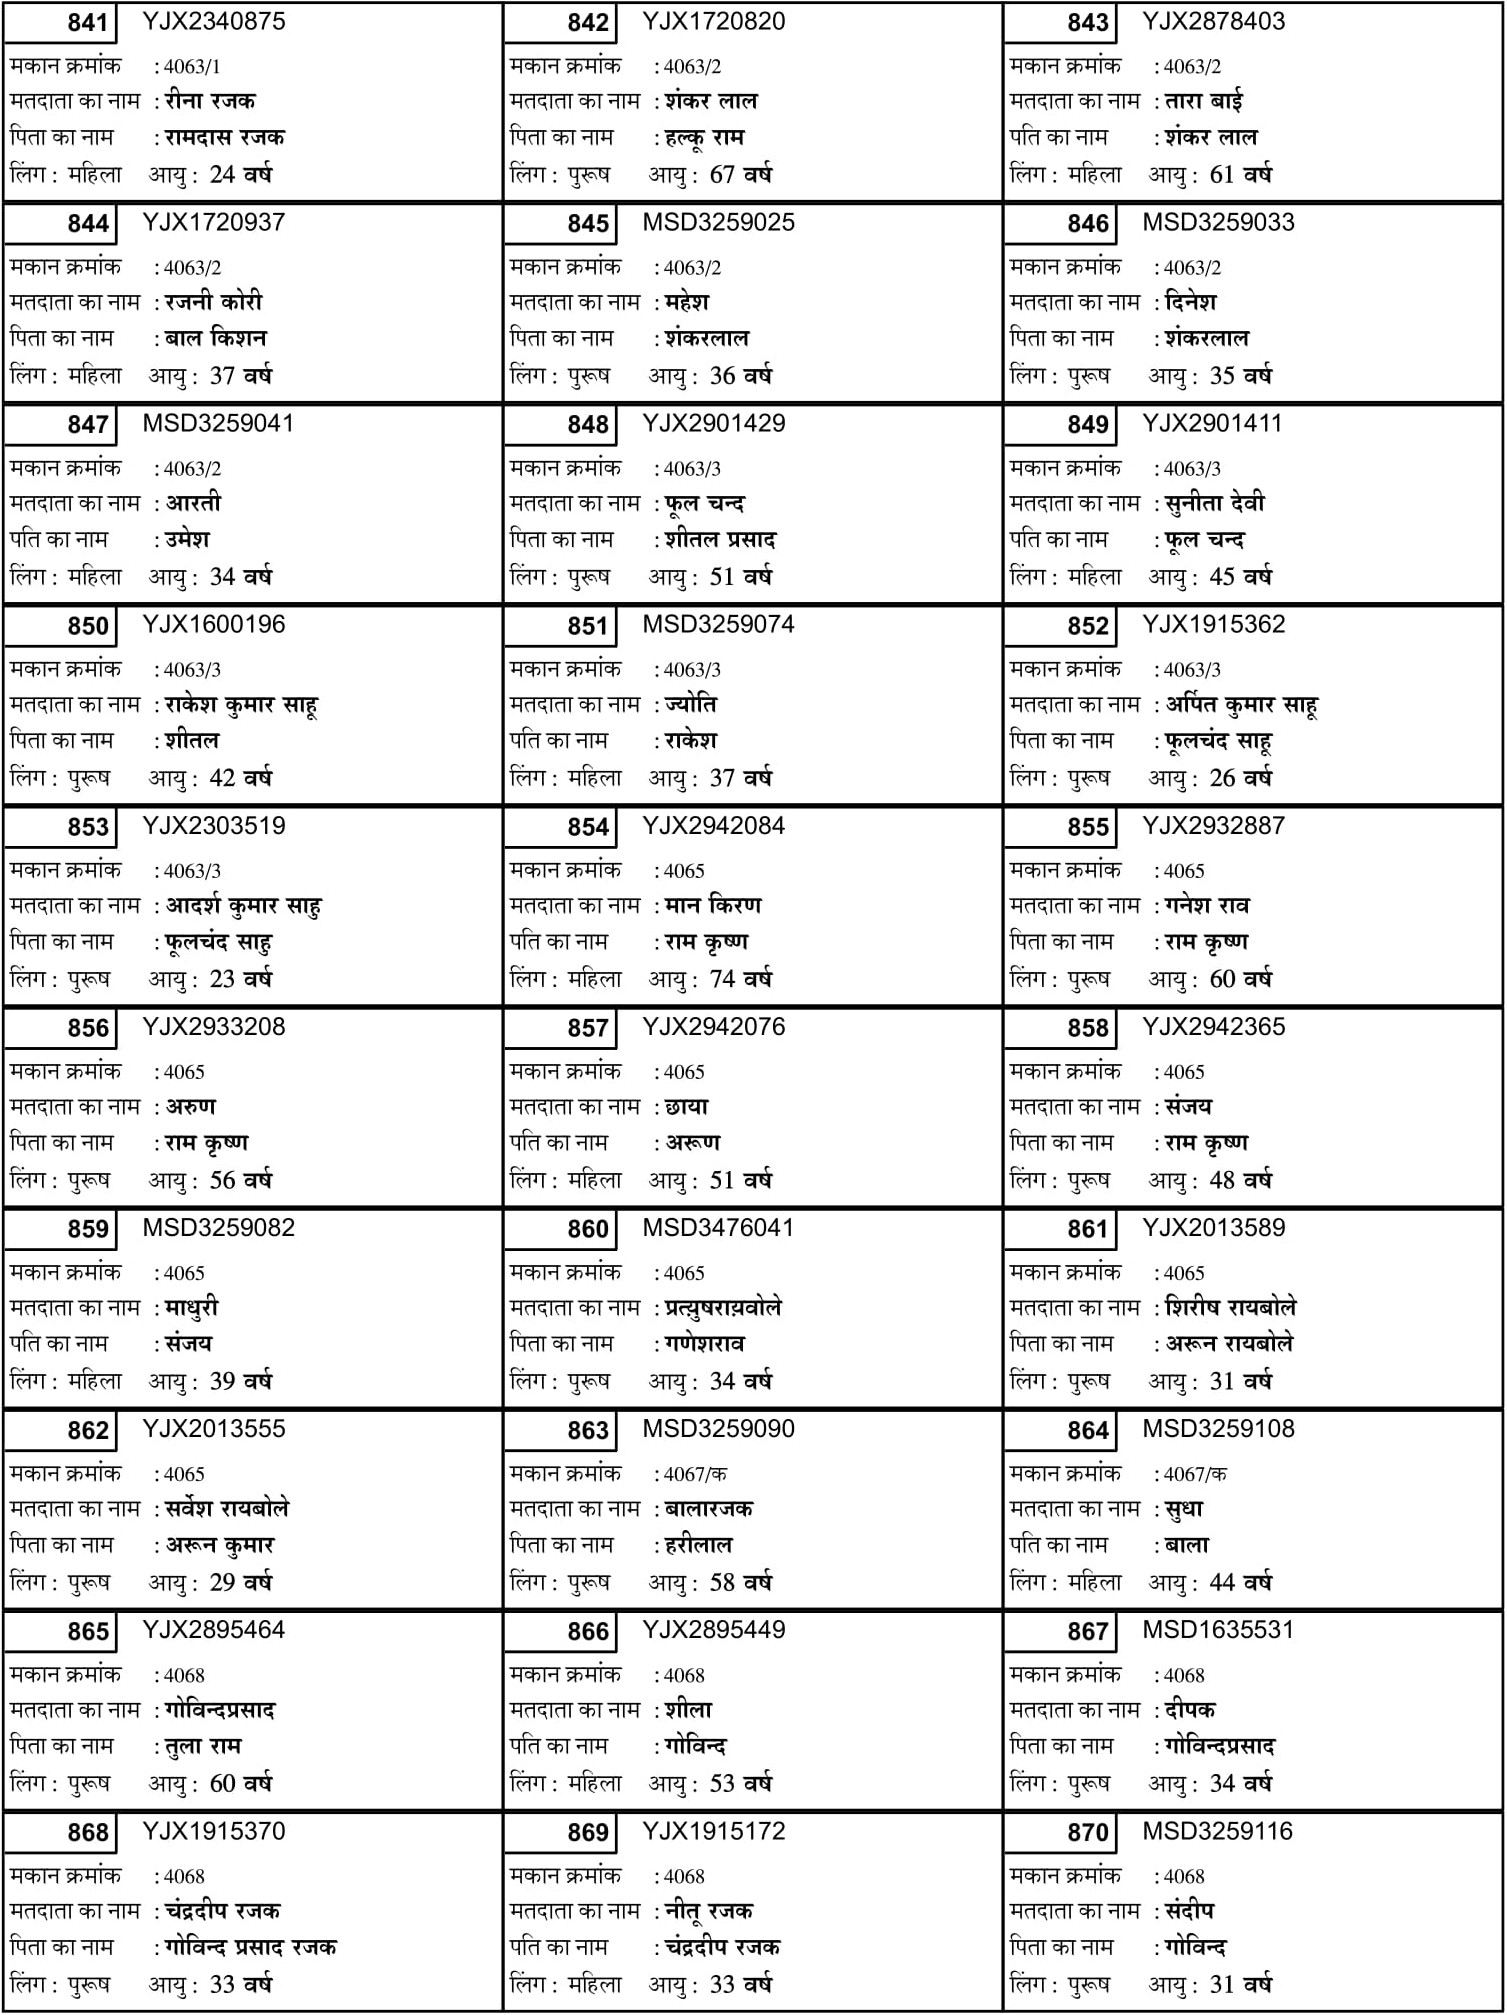 841 YJX2340875
मकान क्रमांक : 4063/1
मतदाता का नाम : रीना रजक
पिता का नाम : रामदास रजक
लिंग : महिला आयु : 24 वर्ष
842 YJX1720820
मकान क्रमांक : 4063/2
मतदाता का नाम : शंकर लाल
पिता का नाम : हल्कू राम
लिंग : पुरूष आयु : 67 वर्ष
843 YJX2878403
मकान क्रमांक : 4063/2
मतदाता का नाम : तारा बाई
पति का नाम : शंकर लाल
लिंग : महिला आयु : 61 वर्ष
844 YJX1720937
मकान क्रमांक : 4063/2
मतदाता का नाम : रजनी कोरी
पिता का नाम : बाल किशन
लिंग : महिला आयु : 37 वर्ष
845 MSD3259025
मकान क्रमांक : 4063/2
मतदाता का नाम : महेश
पिता का नाम : शंकरलाल
लिंग : पुरूष आयु : 36 वर्ष
846 MSD3259033
मकान क्रमांक : 4063/2
मतदाता का नाम : दिनेश
पिता का नाम : शंकरलाल
लिंग : पुरूष आयु : 35 वर्ष
847 MSD3259041
मकान क्रमांक : 4063/2
मतदाता का नाम : आरती
पति का नाम : उमेश
लिंग : महिला आयु : 34 वर्ष
848 YJX2901429
मकान क्रमांक : 4063/3
मतदाता का नाम : फूल चन्द
पिता का नाम : शीतल प्रसाद
लिंग : पुरूष आयु : 51 वर्ष
849 YJX2901411
मकान क्रमांक : 4063/3
मतदाता का नाम : सुनीता देवी
पति का नाम : फूल चन्द
लिंग : महिला आयु : 45 वर्ष
850 YJX1600196
मकान क्रमांक : 4063/3
मतदाता का नाम : राकेश कुमार साहू
पिता का नाम : शीतल
लिंग : पुरूष आयु : 42 वर्ष
851 MSD3259074
मकान क्रमांक : 4063/3
मतदाता का नाम : ज्योति
पति का नाम : राकेश
लिंग : महिला आयु : 37 वर्ष
852 YJX1915362
मकान क्रमांक : 4063/3
मतदाता का नाम : अर्पित कुमार साहू
पिता का नाम : फूलचंद साहू
लिंग : पुरूष आयु : 26 वर्ष
853 YJX2303519
मकान क्रमांक : 4063/3
मतदाता का नाम : आदर्श कुमार साहु
पिता का नाम : फूलचंद साहु
लिंग : पुरूष आयु : 23 वर्ष
854 YJX2942084
मकान क्रमांक : 4065
मतदाता का नाम : मान किरण
पति का नाम : राम कृष्ण
लिंग : महिला आयु : 74 वर्ष
855 YJX2932887
मकान क्रमांक : 4065
मतदाता का नाम : गनेश राव
पिता का नाम : राम कृष्ण
लिंग : पुरूष आयु : 60 वर्ष
856 YJX2933208
मकान क्रमांक : 4065
मतदाता का नाम : अरुण
पिता का नाम : राम कृष्ण
लिंग : पुरूष आयु : 56 वर्ष
857 YJX2942076
मकान क्रमांक : 4065
मतदाता का नाम : छाया
पति का नाम : अरूण
लिंग : महिला आयु : 51 वर्ष
858 YJX2942365
मकान क्रमांक : 4065
मतदाता का नाम : संजय
पिता का नाम : राम कृष्ण
लिंग : पुरूष आयु : 48 वर्ष
859 MSD3259082
मकान क्रमांक : 4065
मतदाता का नाम : माधुरी
पति का नाम : संजय
लिंग : महिला आयु : 39 वर्ष
860 MSD3476041
मकान क्रमांक : 4065
मतदाता का नाम : प्रत्य़ुषराय़वोले
पिता का नाम : गणेशराव
लिंग : पुरूष आयु : 34 वर्ष
861 YJX2013589
मकान क्रमांक : 4065
मतदाता का नाम : शिरीष रायबोले
पिता का नाम : अरून रायबोले
लिंग : पुरूष आयु : 31 वर्ष
862 YJX2013555
मकान क्रमांक : 4065
मतदाता का नाम : सर्वेश रायबोले
पिता का नाम : अरून कुमार
लिंग : पुरूष आयु : 29 वर्ष
863 MSD3259090
मकान क्रमांक : 4067/क
मतदाता का नाम : बालारजक
पिता का नाम : हरीलाल
लिंग : पुरूष आयु : 58 वर्ष
864 MSD3259108
मकान क्रमांक : 4067/क
मतदाता का नाम : सुधा
पति का नाम : बाला
लिंग : महिला आयु : 44 वर्ष
865 YJX2895464
मकान क्रमांक : 4068
मतदाता का नाम : गोविन्दप्रसाद
पिता का नाम : तुला राम
लिंग : पुरूष आयु : 60 वर्ष
866 YJX2895449
मकान क्रमांक : 4068
मतदाता का नाम : शीला
पति का नाम : गोविन्द
लिंग : महिला आयु : 53 वर्ष
867 MSD1635531
मकान क्रमांक : 4068
मतदाता का नाम : दीपक
पिता का नाम : गोविन्दप्रसाद
लिंग : पुरूष आयु : 34 वर्ष
868 YJX1915370
मकान क्रमांक : 4068
मतदाता का नाम : चंद्रदीप रजक
पिता का नाम : गोविन्द प्रसाद रजक
लिंग : पुरूष आयु : 33 वर्ष
869 YJX1915172
मकान क्रमांक : 4068
मतदाता का नाम : नीतू रजक
पति का नाम : चंद्रदीप रजक
लिंग : महिला आयु : 33 वर्ष
870 MSD3259116
मकान क्रमांक : 4068
मतदाता का नाम : संदीप
पिता का नाम : गोविन्द
लिंग : पुरूष आयु : 31 वर्ष